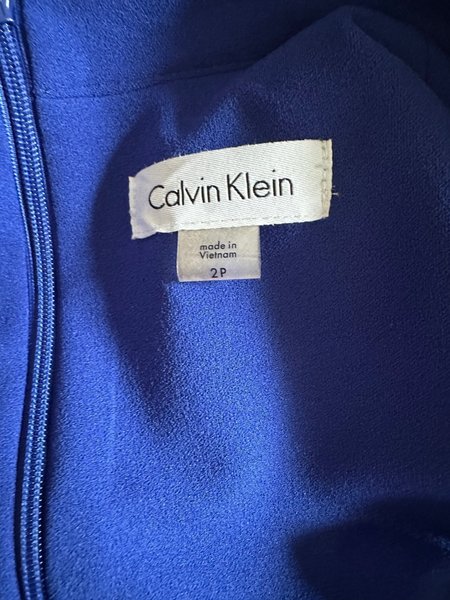 Calvin Klein
made in
Vietnam
2P